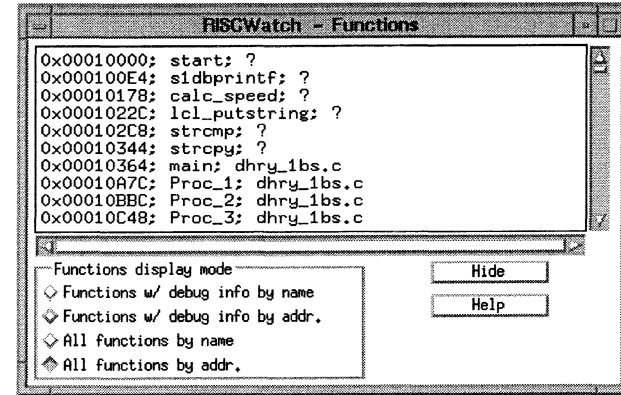 RISCWatch - Functions
0x00010000; start; ?
0x000100E4; s1dbprintf; ?
0x00010178; calc_speed; ?
0x0001022C; lcl_putstring; ?
0x000102C8; strcmp; ?
0x00010344; strcpy; ?
0x00010364; main; dhry_1bs.c
0x00010A7C; Proc_1; dhry_1bs.c
0x00010BBC; Proc_2; dhry_1bs.c
0x00010C48; Proc_3; dhry_1bs.c
Functions display mode
Functions w/ debug info by name
Functions w/ debug info by addr.
All functions by name
All functions by addr.
Hide
Help